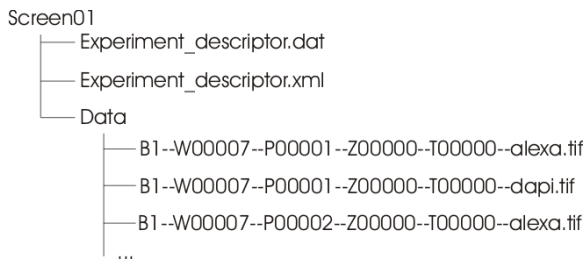 Screen01
Experiment_descriptor.dat
Experiment_descriptor.xml
Data
B1--W00007--P00001--Z00000--T00000--alexa.tif
B1--W00007--P00001--Z00000--T00000--dapi.tif
B1--W00007--P00002--Z00000--T00000--alexa.tif
...